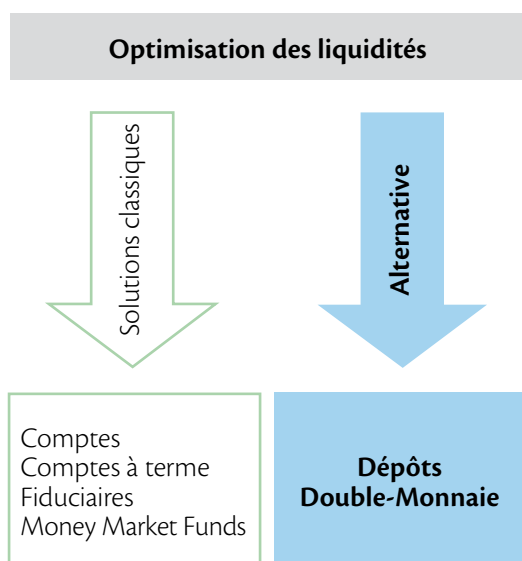 Optimisation des liquidités
Solutions classiques
Alternative
Comptes
Comptes à terme
Fiduciaires
Money Market Funds
Dépôts
Double-Monnaie